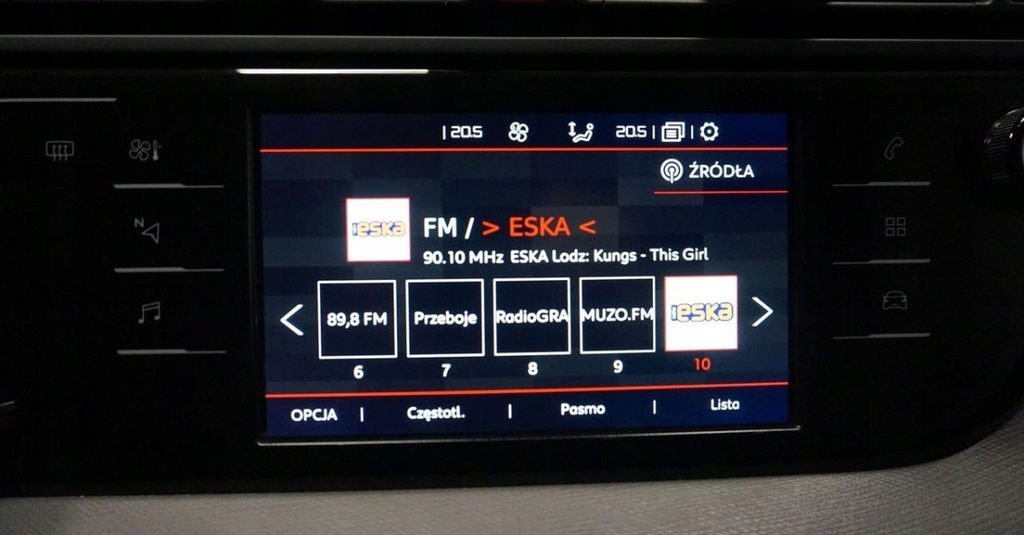 20.5 20.5
ŹRÓDŁA
eska
FM / > ESKA <
90.10 MHz ESKA Lodz: Kungs - This Girl
89,8 FM Przeboje RadioGRA MUZO.FM eska
6 7 8 9 10
OPCJA | Częstotl. | Pasmo | Lista
N